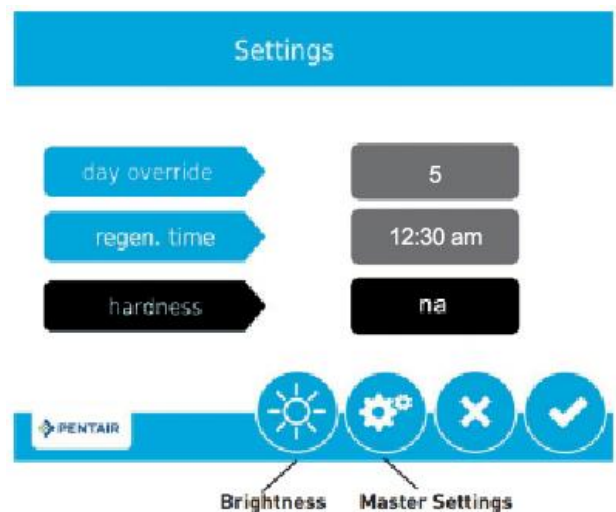 Settings
day override 5
regen. time 12:30 am
hardness na
PENTAIR
Brightness Master Settings